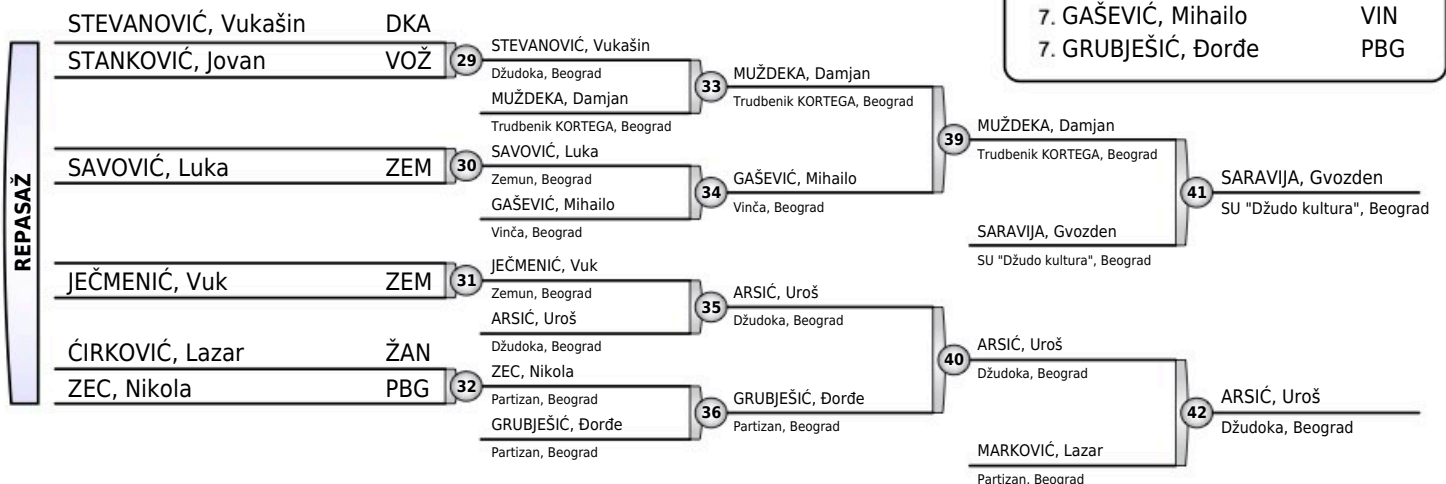 7. GAŠEVIĆ, Mihailo VIN
7. GRUBJEŠIĆ, Đorđe PBG
REPASAŽ
STEVANOVIĆ, Vukašin DKA
STANKOVIĆ, Jovan VOŽ
29
SAVOVIĆ, Luka ZEM
30
JEČMENIĆ, Vuk ZEM
31
ĆIRKOVIĆ, Lazar ŽAN
ZEC, Nikola PBG
32
STEVANOVIĆ, Vukašin
Džudoka, Beograd
MUŽDEKA, Damjan
Trudbenik KORTEGA, Beograd
33
SAVOVIĆ, Luka
Zemun, Beograd
GAŠEVIĆ, Mihailo
Vinča, Beograd
34
JEČMENIĆ, Vuk
Zemun, Beograd
ARSIĆ, Uroš
Džudoka, Beograd
35
ZEC, Nikola
Partizan, Beograd
GRUBJEŠIĆ, Đorđe
Partizan, Beograd
36
MUŽDEKA, Damjan
Trudbenik KORTEGA, Beograd
GAŠEVIĆ, Mihailo
Vinča, Beograd
39
ARSIĆ, Uroš
Džudoka, Beograd
GRUBJEŠIĆ, Đorđe
Partizan, Beograd
40
MUŽDEKA, Damjan
Trudbenik KORTEGA, Beograd
SARAVIJA, Gvozden
SU "Džudo kultura", Beograd
41
ARSIĆ, Uroš
Džudoka, Beograd
MARKOVIĆ, Lazar
Partizan, Beograd
42
SARAVIJA, Gvozden
SU "Džudo kultura", Beograd
ARSIĆ, Uroš
Džudoka, Beograd